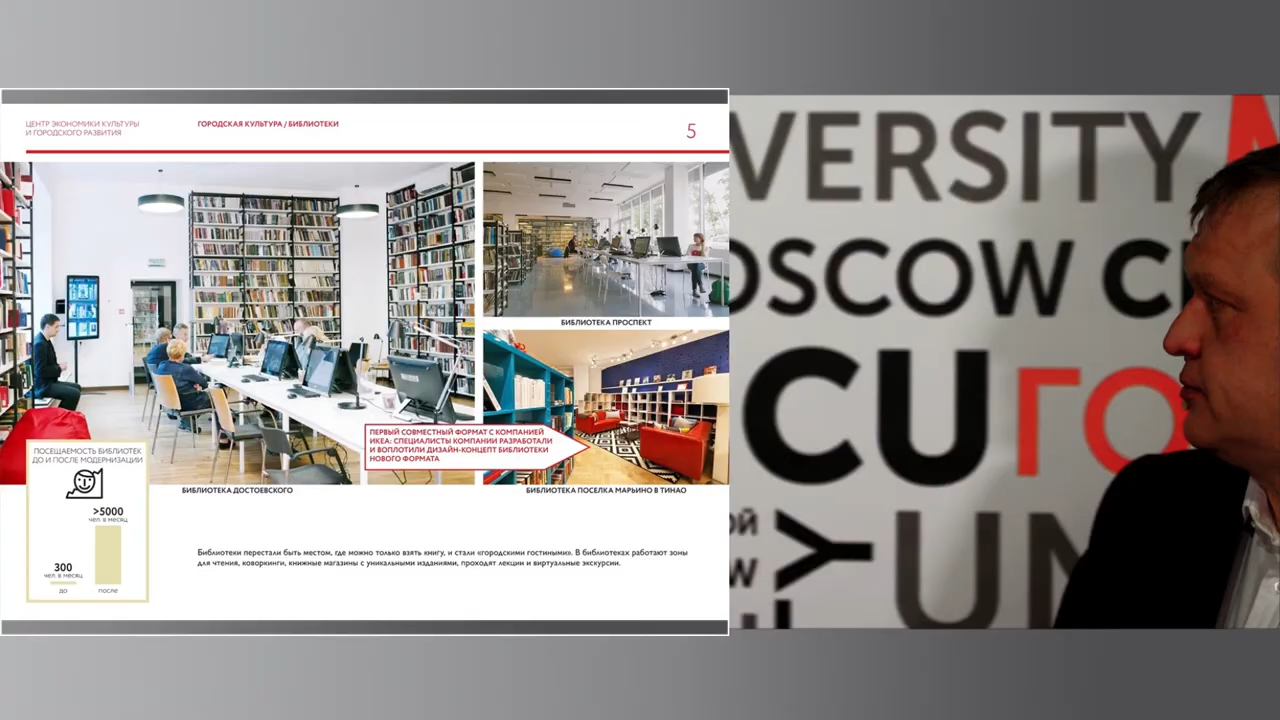 ЦЕНТР ЭКОНОМИКИ КУЛЬТУРЫ
И ГОРОДСКОГО РАЗВИТИЯ
ГОРОДСКАЯ КУЛЬТУРА / БИБЛИОТЕКИ
5
БИБЛИОТЕКА ПРОСПЕКТ
ПЕРВЫЙ СОВМЕСТНЫЙ ФОРМАТ С КОМПАНИЕЙ
ИКЕА: СПЕЦИАЛИСТЫ КОМПАНИИ РАЗРАБОТАЛИ
И ВОПЛОТИЛИ ДИЗАЙН-КОНЦЕПТ БИБЛИОТЕКИ
НОВОГО ФОРМАТА
БИБЛИОТЕКА ДОСТОЕВСКОГО
БИБЛИОТЕКА ПОСЕЛКА МАРЬИНО В ТИНАО
ПОСЕЩАЕМОСТЬ БИБЛИОТЕК
ДО И ПОСЛЕ МОДЕРНИЗАЦИИ
>5000
чел. в месяц
300
чел. в месяц
до
после
Библиотеки перестали быть местом, где можно только взять книгу, и стали «городскими гостиными». В библиотеках работают зоны
для чтения, коворкинги, книжные магазины с уникальными изданиями, проходят лекции и виртуальные экскурсии.
VERSITY
OSCOW C
CU ГО
ОЙ
W
Y
UN